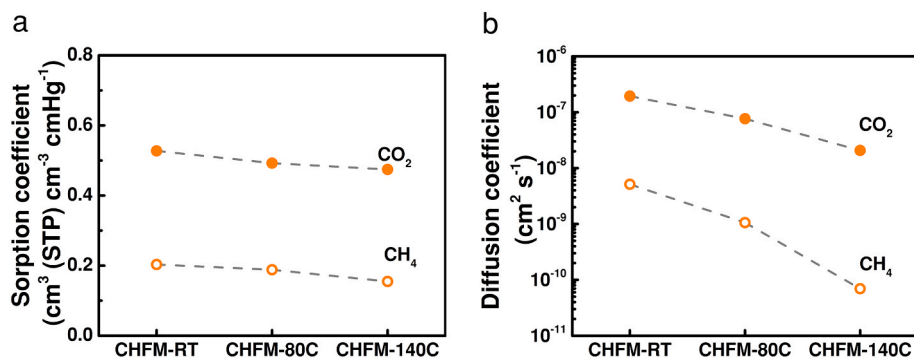 a
Sorption coefficient
cm³ (STP) cm⁻³ cmHg⁻¹)
0.8
0.6
0.4
0.2
0.0
CO₂
CH₄
CHFM-RT CHFM-80C CHFM-140C
b
Diffusion coefficient
(cm² s⁻¹)
10⁻⁶
10⁻⁷
10⁻⁸
10⁻⁹
10⁻¹⁰
10⁻¹¹
CO₂
CH₄
CHFM-RT CHFM-80C CHFM-140C